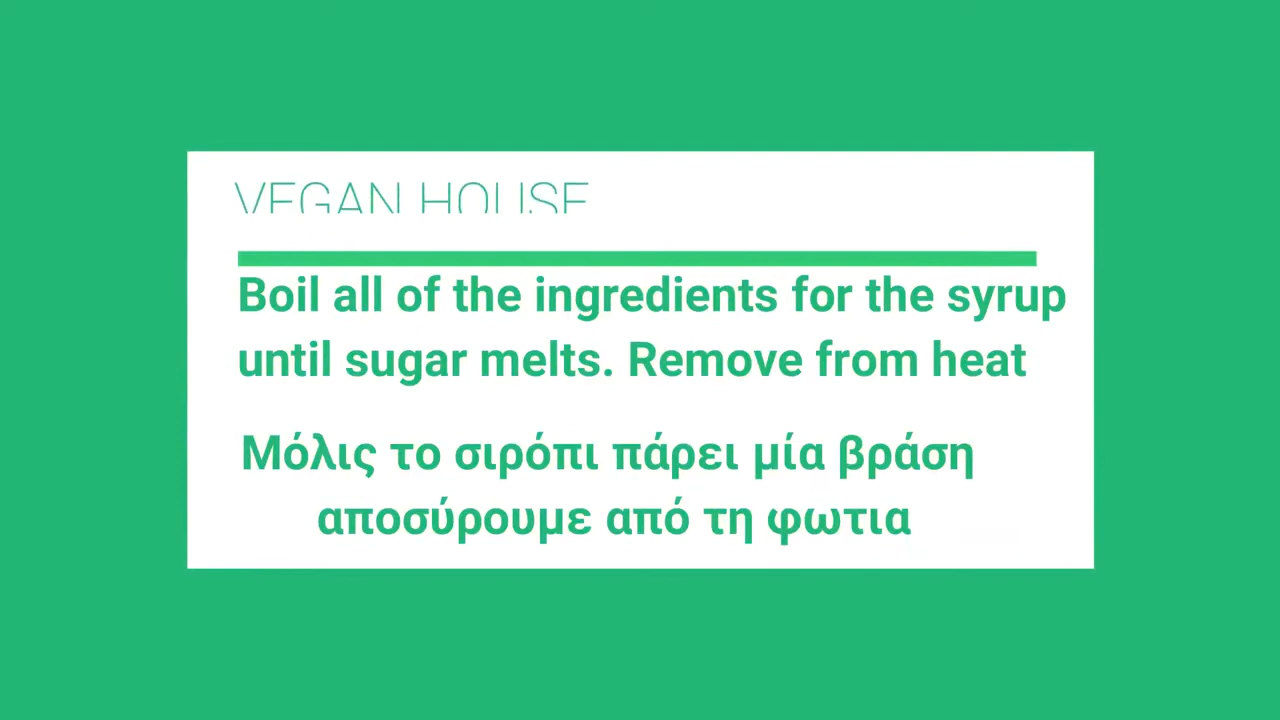 VEGAN HOUSE
Boil all of the ingredients for the syrup
until sugar melts. Remove from heat
Μόλις το σιρόπι πάρει μία βράση
αποσύρουμε από τη φωτια